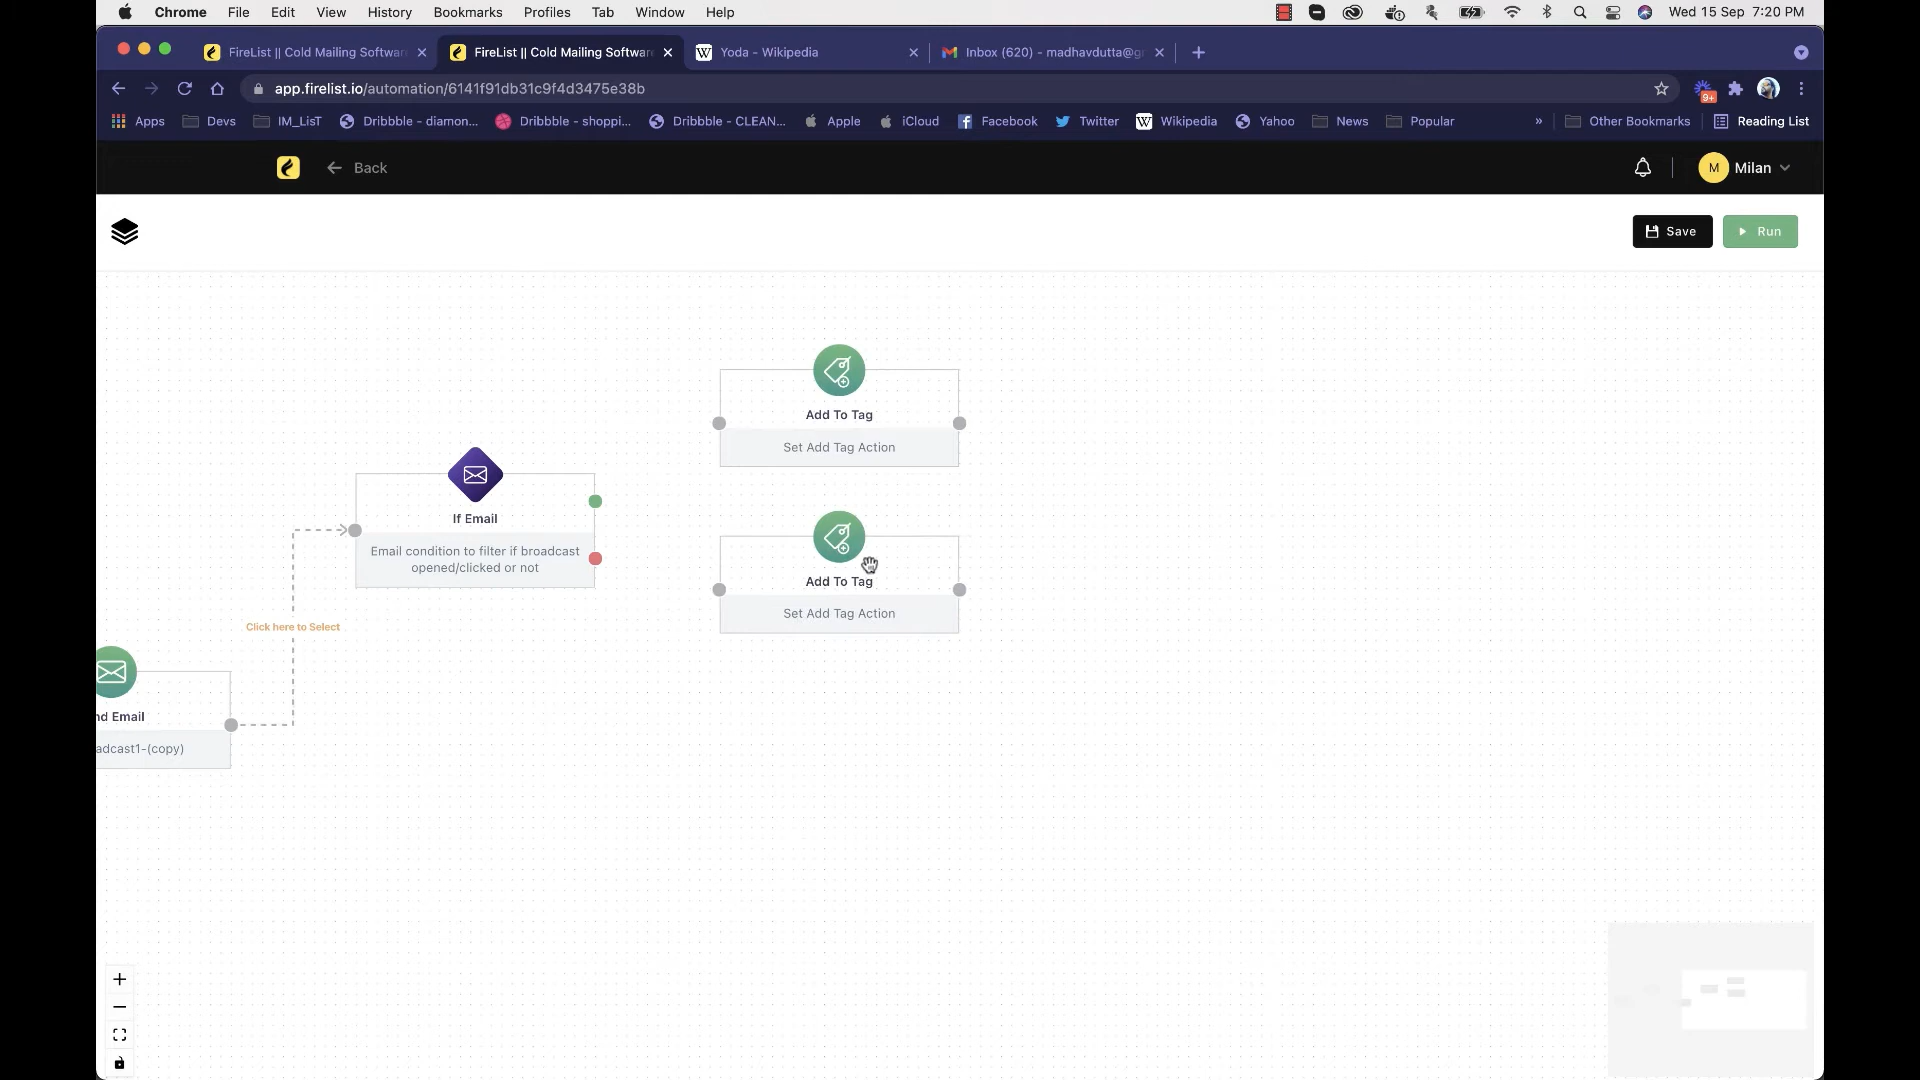 Chrome File Edit View History Bookmarks Profiles Tab Window Help Wed 15 Sep 7:20 PM
FireList || Cold Mailing Softwar FireList || Cold Mailing Softwar Yoda - Wikipedia Inbox (620) - madhavdutta@g
app.firelist.io/automation/6141f91db31c9f4d3475e38b 9+
Apps Devs IM_LisT Dribbble - diamon... Dribbble - shoppi... Dribbble - CLEAN... Apple iCloud Facebook Twitter Wikipedia Yahoo News Popular » Other Bookmarks Reading List
Back M Milan
Save Run
Add To Tag
Set Add Tag Action
If Email
Email condition to filter if broadcast
opened/clicked or not
Add To Tag
Set Add Tag Action
Click here to Select
nd Email
adcast1-(copy)